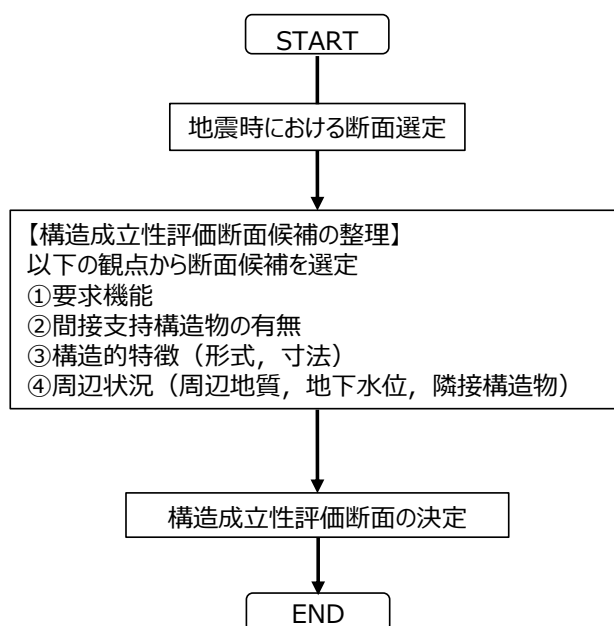 START
地震時における断面選定
【構造成立性評価断面候補の整理】
以下の観点から断面候補を選定
①要求機能
②間接支持構造物の有無
③構造的特徴（形式，寸法）
④周辺状況（周辺地質，地下水位，隣接構造物）
構造成立性評価断面の決定
END